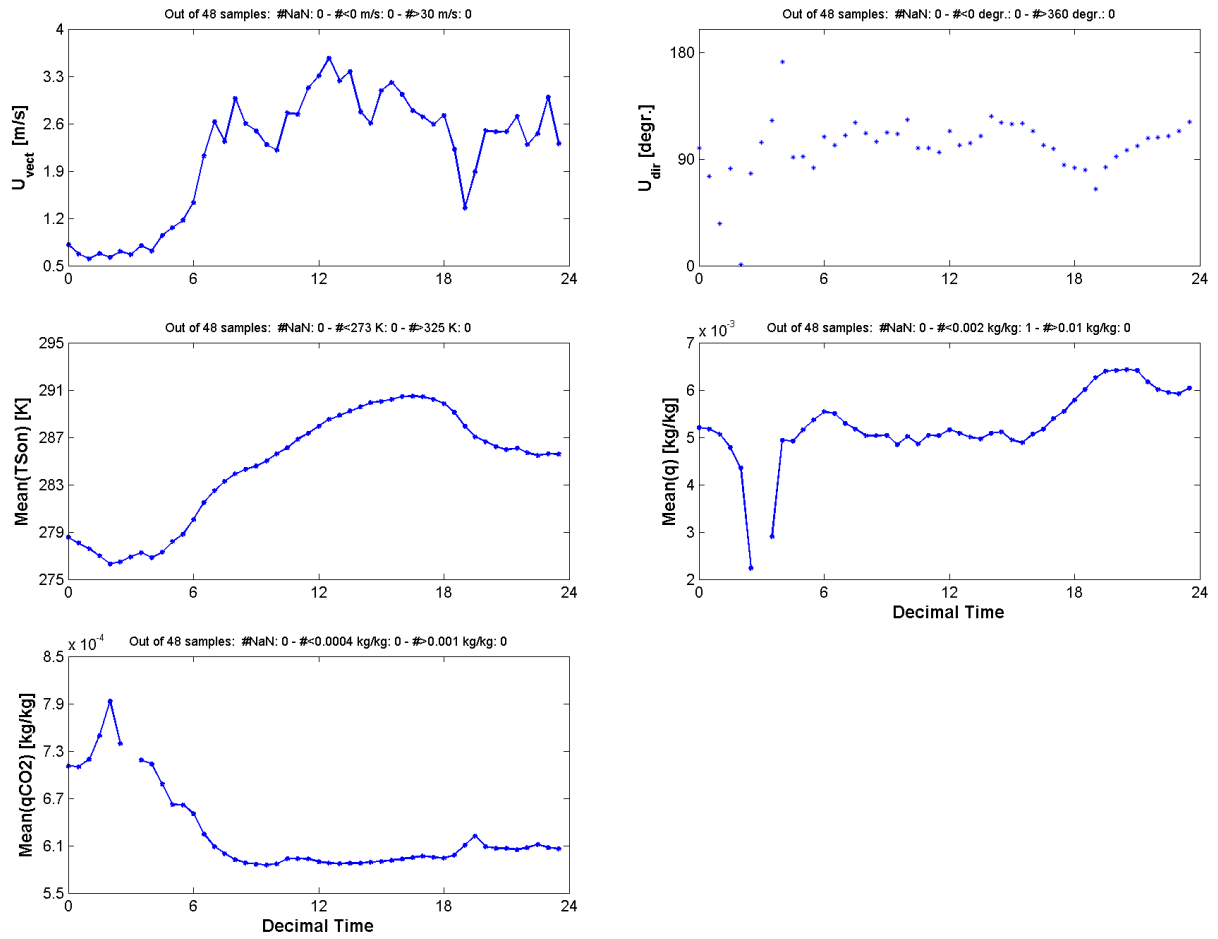 Out of 48 samples: #NaN: 0 - #<0 m/s: 0 - #>30 m/s: 0
4
3.3
2.6
1.9
1.2
0.5
U_vect [m/s]
0 6 12 18 24
Out of 48 samples: #NaN: 0 - #<0 degr.: 0 - #>360 degr.: 0
180
90
0
U_dir [degr.]
0 6 12 18 24
Out of 48 samples: #NaN: 0 - #<273 K: 0 - #>325 K: 0
295
291
287
283
279
275
Mean(TSon) [K]
0 6 12 18 24
x 10^-3
Out of 48 samples: #NaN: 0 - #<0.002 kg/kg: 1 - #>0.01 kg/kg: 0
7
6
5
4
3
2
Mean(q) [kg/kg]
0 6 12 18 24
Decimal Time
x 10^-4
Out of 48 samples: #NaN: 0 - #<0.0004 kg/kg: 0 - #>0.001 kg/kg: 0
8.5
7.9
7.3
6.7
6.1
5.5
Mean(qCO2) [kg/kg]
0 6 12 18 24
Decimal Time